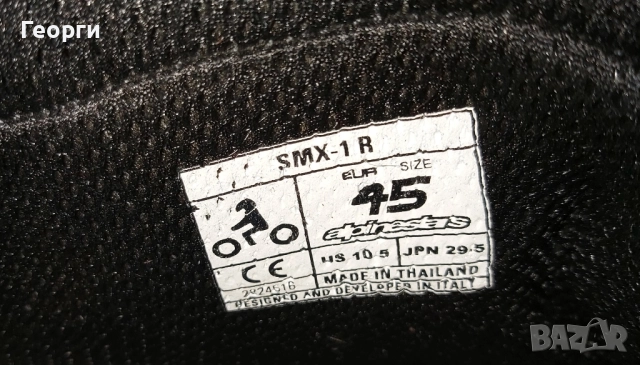 Георги
SMX-1 R
EUR SIZE
45
alpinestars
US 10.5 JPN 29.5
CE
MADE IN THAILAND
2224516
DESIGNED AND DEVELOPED IN ITALY
BAZAR